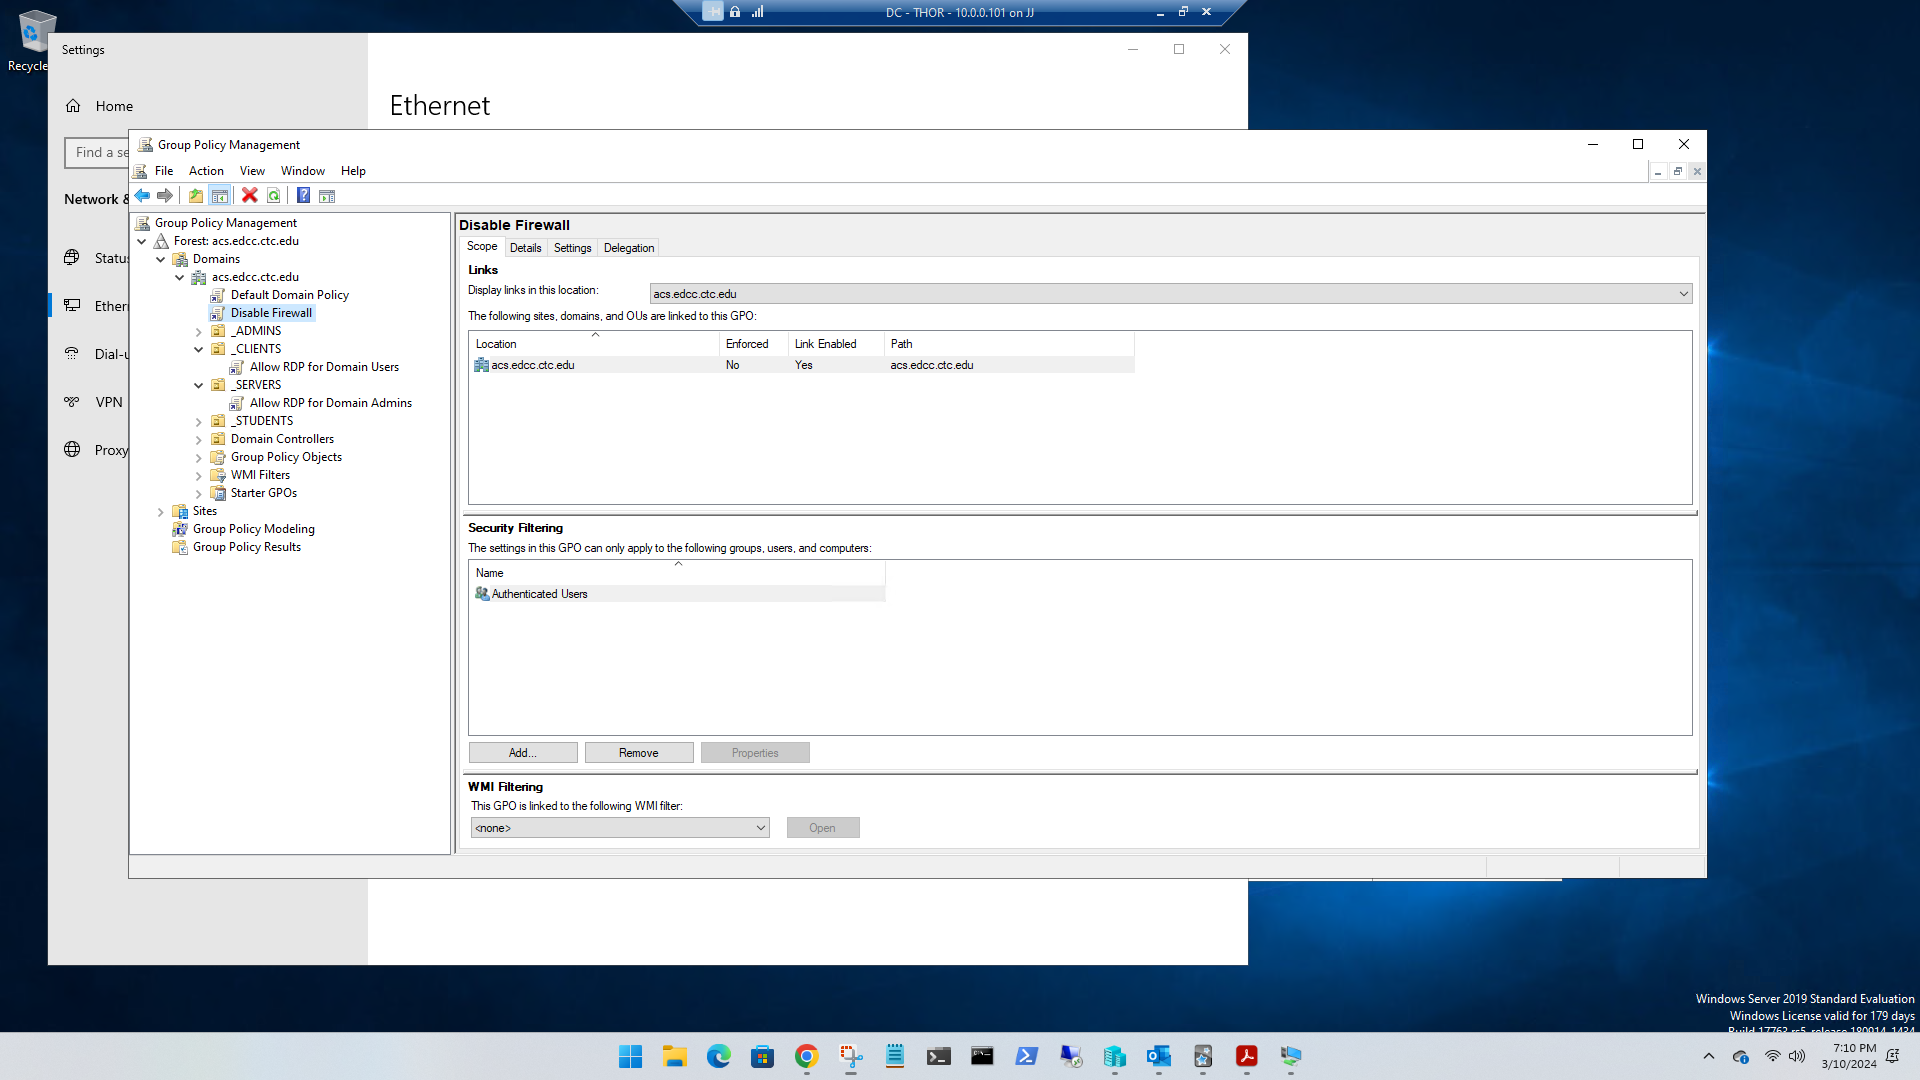 DC - THOR - 10.0.0.101 on JJ
Recycle
Settings
Home
Find a se
Network &
Status
Ether
Dial-u
VPN
Proxy
Ethernet
Group Policy Management
File Action View Window Help
Group Policy Management
Forest: acs.edcc.ctc.edu
Domains
acs.edcc.ctc.edu
Default Domain Policy
Disable Firewall
_ADMINS
_CLIENTS
Allow RDP for Domain Users
_SERVERS
Allow RDP for Domain Admins
_STUDENTS
Domain Controllers
Group Policy Objects
WMI Filters
Starter GPOs
Sites
Group Policy Modeling
Group Policy Results
Disable Firewall
Scope Details Settings Delegation
Links
Display links in this location: acs.edcc.ctc.edu
The following sites, domains, and OUs are linked to this GPO:
Location Enforced Link Enabled Path
acs.edcc.ctc.edu No Yes acs.edcc.ctc.edu
Security Filtering
The settings in this GPO can only apply to the following groups, users, and computers:
Name
Authenticated Users
Add... Remove Properties
WMI Filtering
This GPO is linked to the following WMI filter:
<none> Open
Windows Server 2019 Standard Evaluation
Windows License valid for 179 days
Build 17763.rs5_release.180914-1434
7:10 PM
3/10/2024